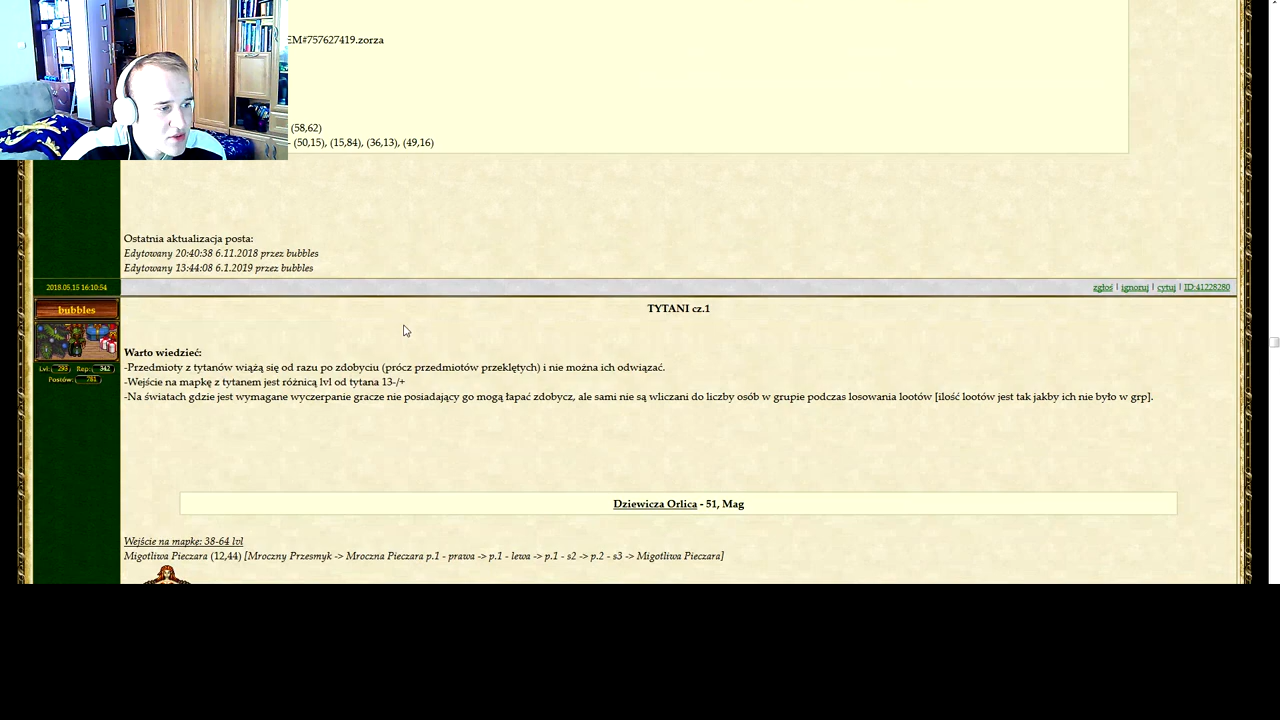 EM#757627419.zorza
(58,62)
- (50,15), (15,84), (36,13), (49,16)
Ostatnia aktualizacja posta:
Edytowany 20:40:38 6.11.2018 przez bubbles
Edytowany 13:44:08 6.1.2019 przez bubbles
2018.05.15 16:10:54
zgłoś | ignoruj | cytuj | ID:41228280
bubbles
TYTANI cz.1
Lvl: 293 Rep: 342
Postów: 781
Warto wiedzieć:
-Przedmioty z tytanów wiążą się od razu po zdobyciu (prócz przedmiotów przeklętych) i nie można ich odwiązać.
-Wejście na mapkę z tytanem jest różnicą lvl od tytana 13-/+
-Na światach gdzie jest wymagane wyczerpanie gracze nie posiadający go mogą łapać zdobycz, ale sami nie są wliczani do liczby osób w grupie podczas losowania lootów [ilość lootów jest tak jakby ich nie było w grp].
Dziewicza Orlica - 51, Mag
Wejście na mapkę: 38-64 lvl
Migotliwa Pieczara (12,44) [Mroczny Przesmyk -> Mroczna Pieczara p.1 - prawa -> p.1 - lewa -> p.1 - s2 -> p.2 - s3 -> Migotliwa Pieczara]